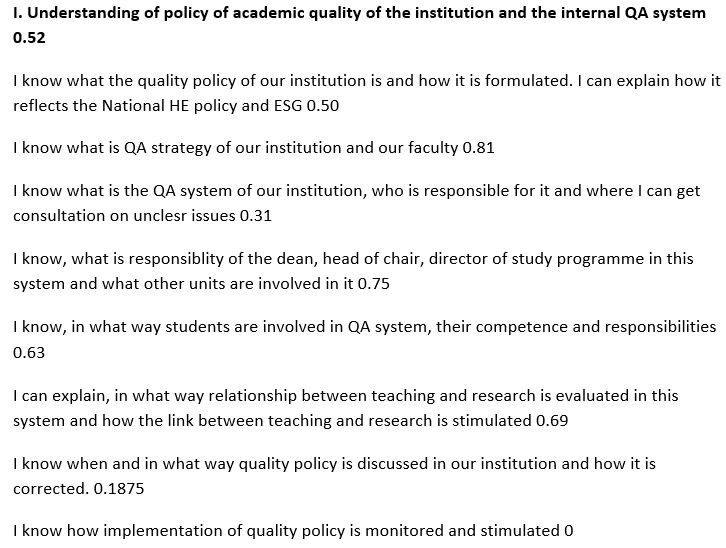 I. Understanding of policy of academic quality of the institution and the internal QA system
0.52
I know what the quality policy of our institution is and how it is formulated. I can explain how it
reflects the National HE policy and ESG 0.50
I know what is QA strategy of our institution and our faculty 0.81
I know what is the QA system of our institution, who is responsible for it and where I can get
consultation on unclesr issues 0.31
I know, what is responsiblity of the dean, head of chair, director of study programme in this
system and what other units are involved in it 0.75
I know, in what way students are involved in QA system, their competence and responsibilities
0.63
I can explain, in what way relationship between teaching and research is evaluated in this
system and how the link between teaching and research is stimulated 0.69
I know when and in what way quality policy is discussed in our institution and how it is
corrected. 0.1875
I know how implementation of quality policy is monitored and stimulated 0